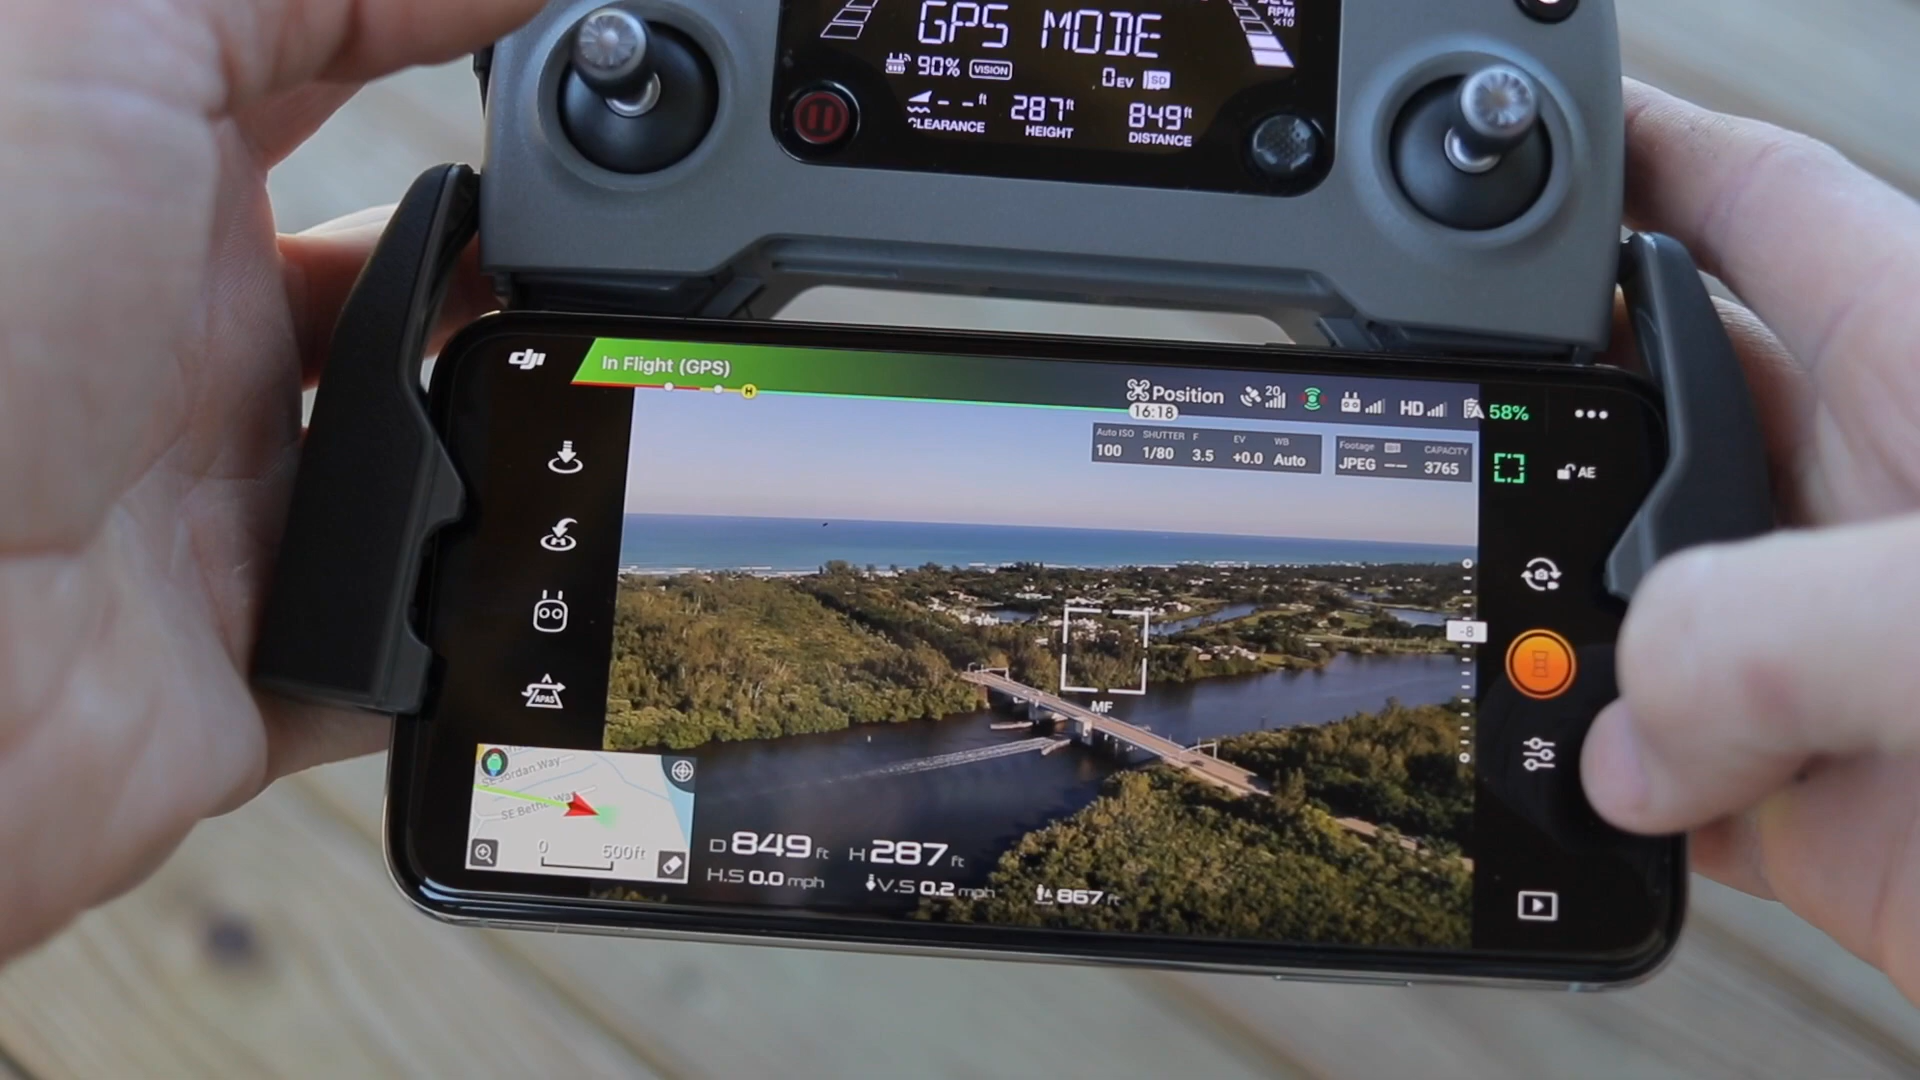 RPM
X10
GPS MODE
90% VISION 0EV SD
--ft 287ft 849ft
CLEARANCE HEIGHT DISTANCE
dji In Flight (GPS) Position 20 HD 58%
H 16:18
Auto ISO SHUTTER F EV WB Footage CAPACITY
100 1/80 3.5 +0.0 Auto JPEG -- 3765 AE
-8
MF
APAS
SE Jordan Way
SE Bethel Way
0 500ft
D 849 ft H 287 ft
H.S 0.0 mph V.S 0.2 mph 867 ft